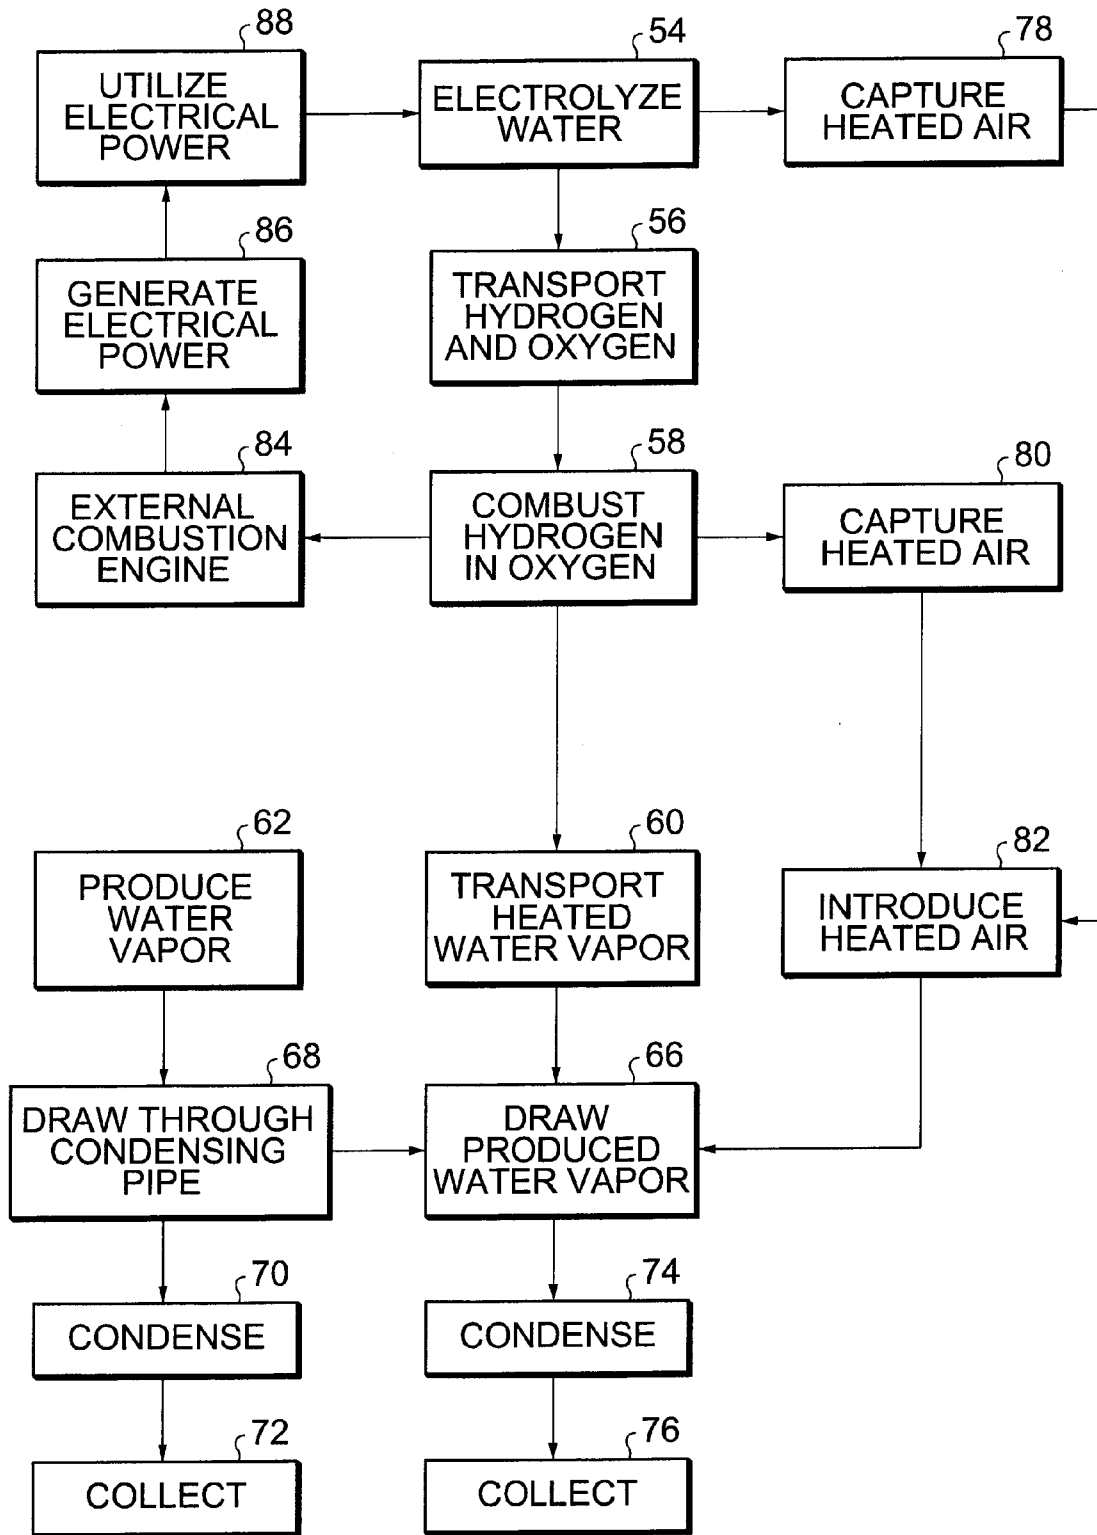 88
UTILIZE
ELECTRICAL
POWER
54
ELECTROLYZE
WATER
78
CAPTURE
HEATED AIR
86
GENERATE
ELECTRICAL
POWER
56
TRANSPORT
HYDROGEN
AND OXYGEN
84
EXTERNAL
COMBUSTION
ENGINE
58
COMBUST
HYDROGEN
IN OXYGEN
80
CAPTURE
HEATED AIR
62
PRODUCE
WATER
VAPOR
60
TRANSPORT
HEATED
WATER VAPOR
82
INTRODUCE
HEATED AIR
68
DRAW THROUGH
CONDENSING
PIPE
66
DRAW
PRODUCED
WATER VAPOR
70
CONDENSE
74
CONDENSE
72
COLLECT
76
COLLECT